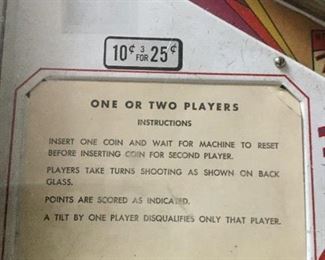 10¢ 3 FOR 25¢
ONE OR TWO PLAYERS
INSTRUCTIONS
INSERT ONE COIN AND WAIT FOR MACHINE TO RESET
BEFORE INSERTING COIN FOR SECOND PLAYER.
PLAYERS TAKE TURNS SHOOTING AS SHOWN ON BACK
GLASS.
POINTS ARE SCORED AS INDICATED.
A TILT BY ONE PLAYER DISQUALIFIES ONLY THAT PLAYER.